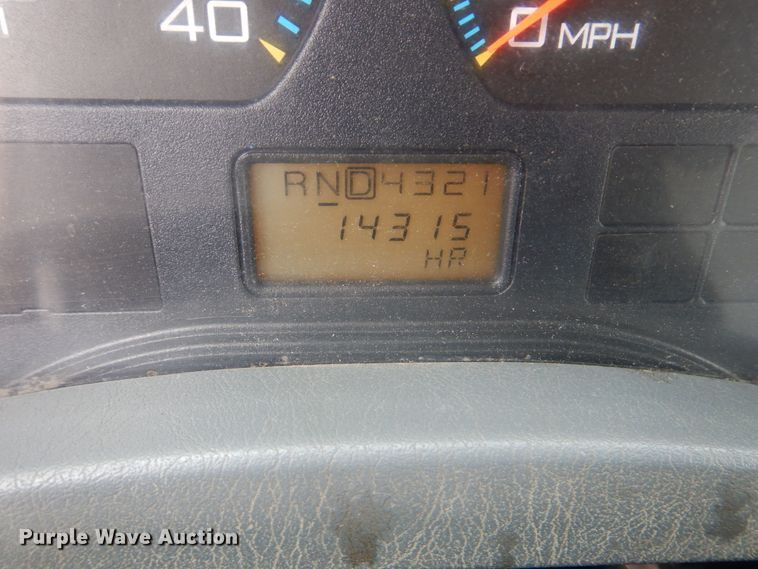 40
0 MPH
RND4321
14315
HR
Purple Wave Auction